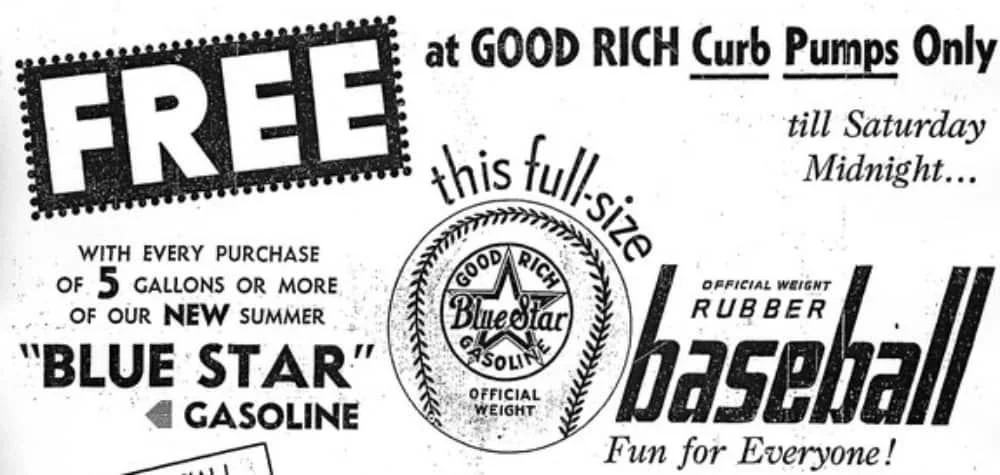 FREE
at GOOD RICH Curb Pumps Only
till Saturday
Midnight...
this full-size
WITH EVERY PURCHASE
OF 5 GALLONS OR MORE
OF OUR NEW SUMMER
"BLUE STAR"
GASOLINE
GOOD RICH
Blue Star
GASOLINE
OFFICIAL
WEIGHT
OFFICIAL WEIGHT
RUBBER
baseball
Fun for Everyone!